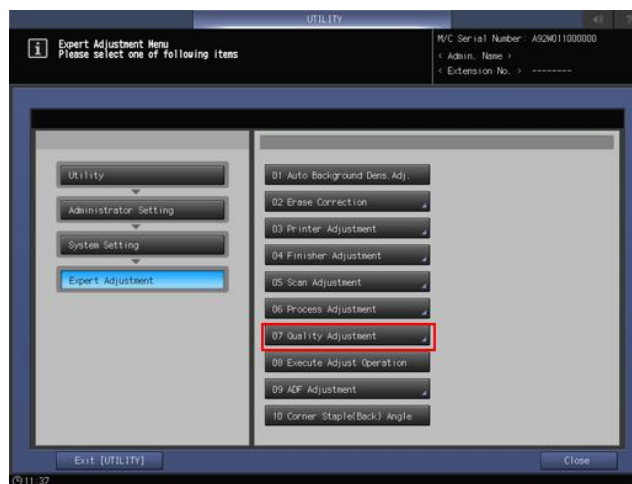 UTILITY
i
Expert Adjustment Menu
Please select one of following items
M/C Serial Number: A92W011000000
< Admin. Name >
< Extension No. > --------
Utility
Administrator Setting
System Setting
Expert Adjustment
01 Auto Background Dens.Adj.
02 Erase Correction
03 Printer Adjustment
04 Finisher Adjustment
05 Scan Adjustment
06 Process Adjustment
07 Quality Adjustment
08 Execute Adjust Operation
09 ADF Adjustment
10 Corner Staple(Back) Angle
Exit [UTILITY]
Close
11:37